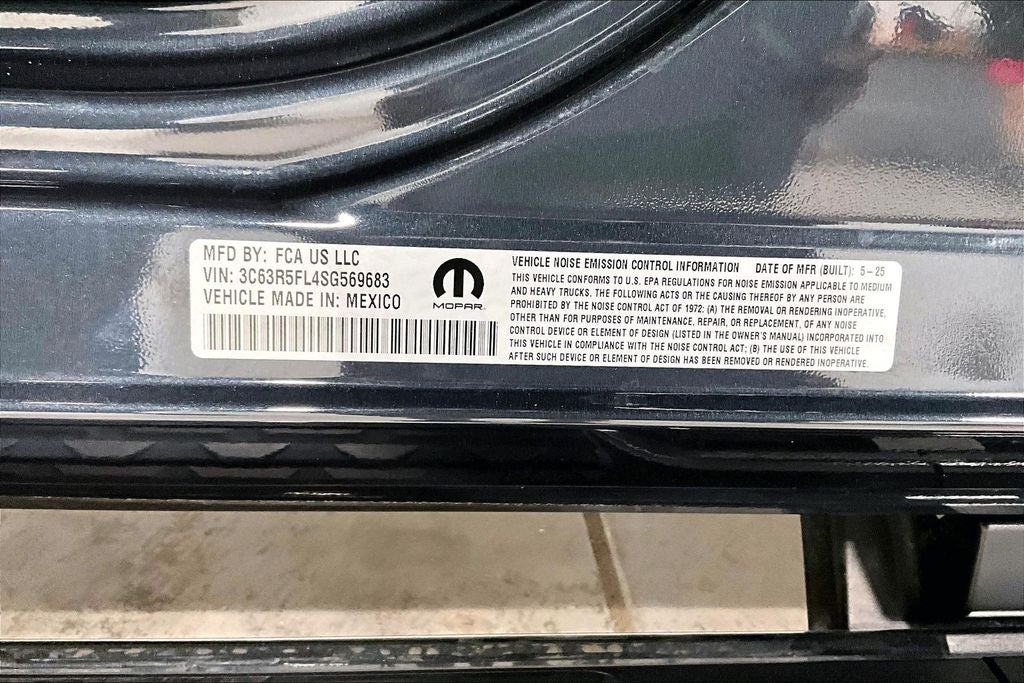 MFD BY: FCA US LLC
VIN: 3C63R5FL4SG569683
VEHICLE MADE IN: MEXICO
MOPAR
VEHICLE NOISE EMISSION CONTROL INFORMATION DATE OF MFR (BUILT): 5-25
THIS VEHICLE CONFORMS TO U.S. EPA REGULATIONS FOR NOISE EMISSION APPLICABLE TO MEDIUM
AND HEAVY TRUCKS. THE FOLLOWING ACTS OR THE CAUSING THEREOF BY ANY PERSON ARE
PROHIBITED BY THE NOISE CONTROL ACT OF 1972: (A) THE REMOVAL OR RENDERING INOPERATIVE,
OTHER THAN FOR PURPOSES OF MAINTENANCE, REPAIR, OR REPLACEMENT, OF ANY NOISE
CONTROL DEVICE OR ELEMENT OF DESIGN (LISTED IN THE OWNER'S MANUAL) INCORPORATED INTO
THIS VEHICLE IN COMPLIANCE WITH THE NOISE CONTROL ACT; (B) THE USE OF THIS VEHICLE
AFTER SUCH DEVICE OR ELEMENT OF DESIGN HAS BEEN REMOVED OR RENDERED INOPERATIVE.